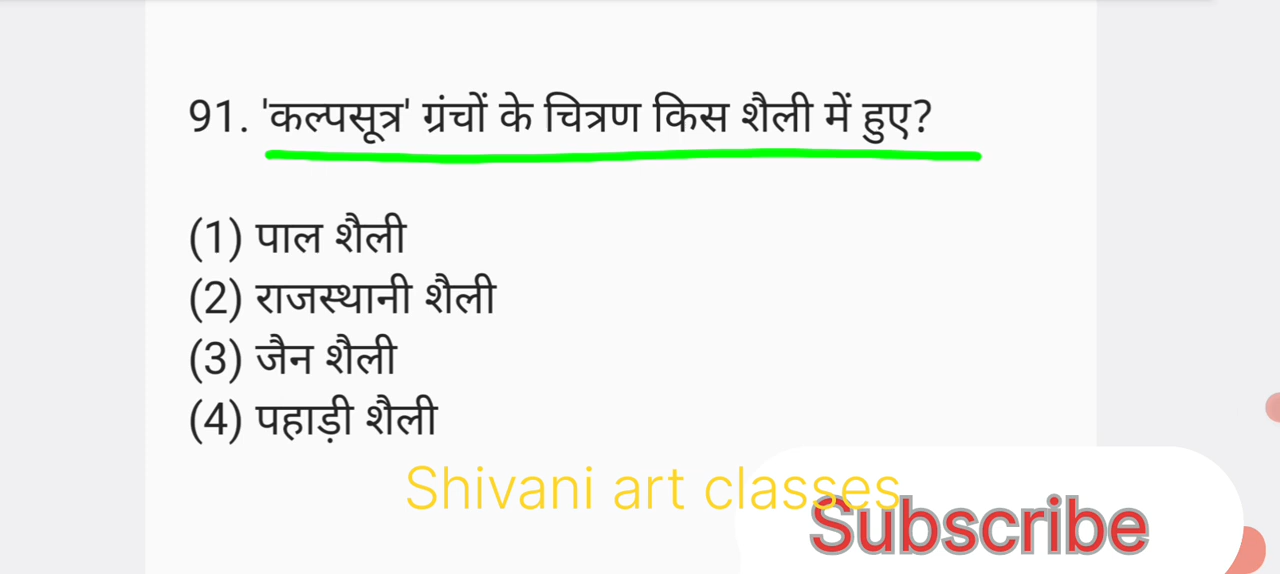 91. 'कल्पसूत्र' ग्रंचों के चित्रण किस शैली में हुए?
(1) पाल शैली
(2) राजस्थानी शैली
(3) जैन शैली
(4) पहाड़ी शैली
Shivani art classes
Subscribe